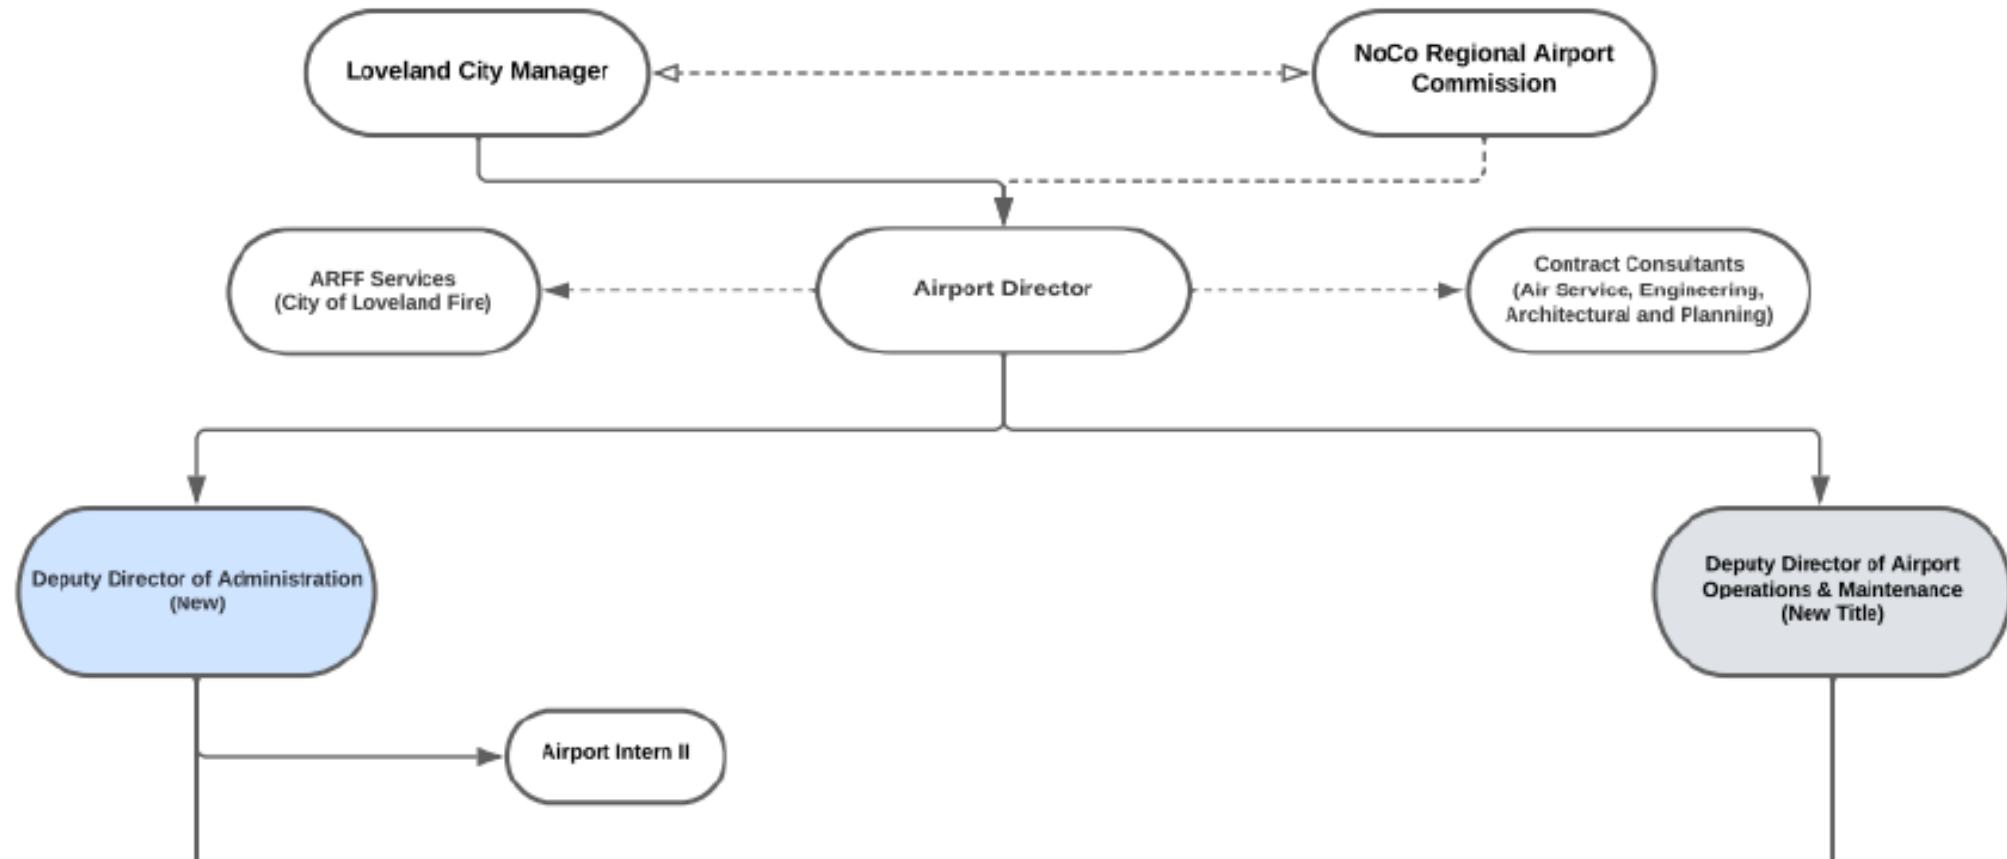 Loveland City Manager
NoCo Regional Airport
Commission
ARFF Services
(City of Loveland Fire)
Airport Director
Contract Consultants
(Air Service, Engineering,
Architectural and Planning)
Deputy Director of Administration
(New)
Deputy Director of Airport
Operations & Maintenance
(New Title)
Airport Intern II